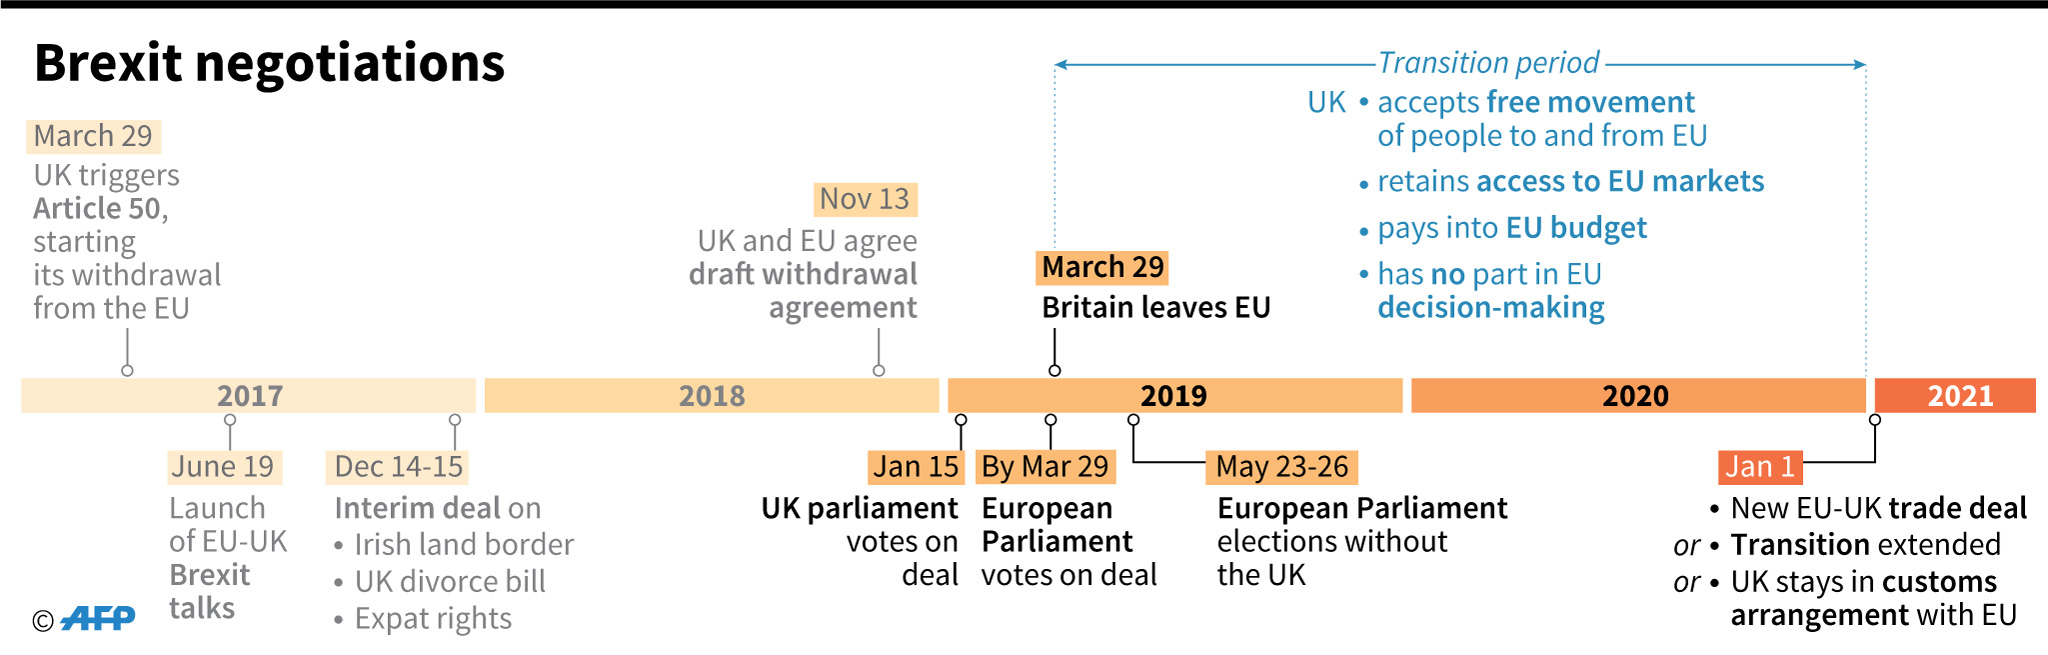 Brexit negotiations
March 29
UK triggers
Article 50,
starting
its withdrawal
from the EU
Nov 13
UK and EU agree
draft withdrawal
agreement
March 29
Britain leaves EU
Transition period
UK • accepts free movement
of people to and from EU
• retains access to EU markets
• pays into EU budget
• has no part in EU
decision-making
2017 2018 2019 2020 2021
June 19
Launch
of EU-UK
Brexit
talks
Dec 14-15
Interim deal on
• Irish land border
• UK divorce bill
• Expat rights
Jan 15
UK parliament
votes on
deal
By Mar 29
European
Parliament
votes on deal
May 23-26
European Parliament
elections without
the UK
Jan 1
• New EU-UK trade deal
or • Transition extended
or • UK stays in customs
arrangement with EU
© AFP